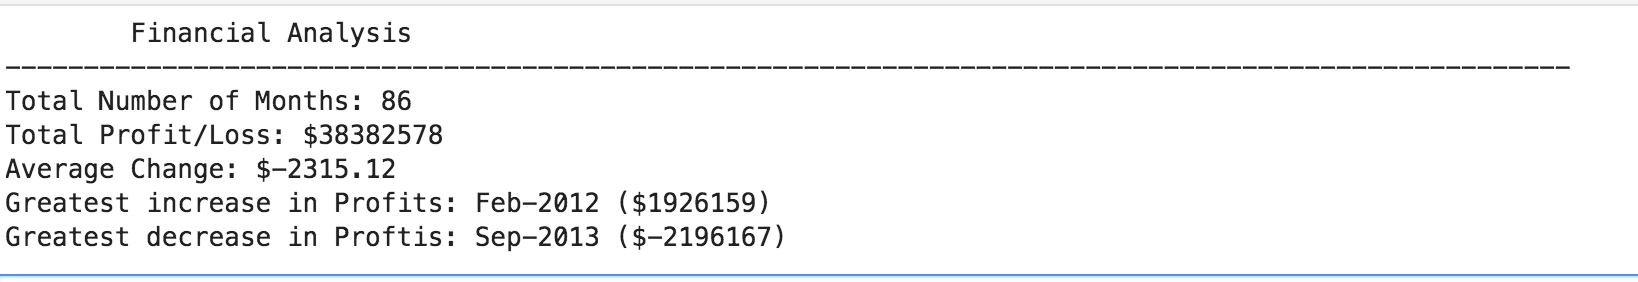 Financial Analysis
----------------------------------------------------------------------------------------------------
Total Number of Months: 86
Total Profit/Loss: $38382578
Average Change: $-2315.12
Greatest increase in Profits: Feb-2012 ($1926159)
Greatest decrease in Proftis: Sep-2013 ($-2196167)